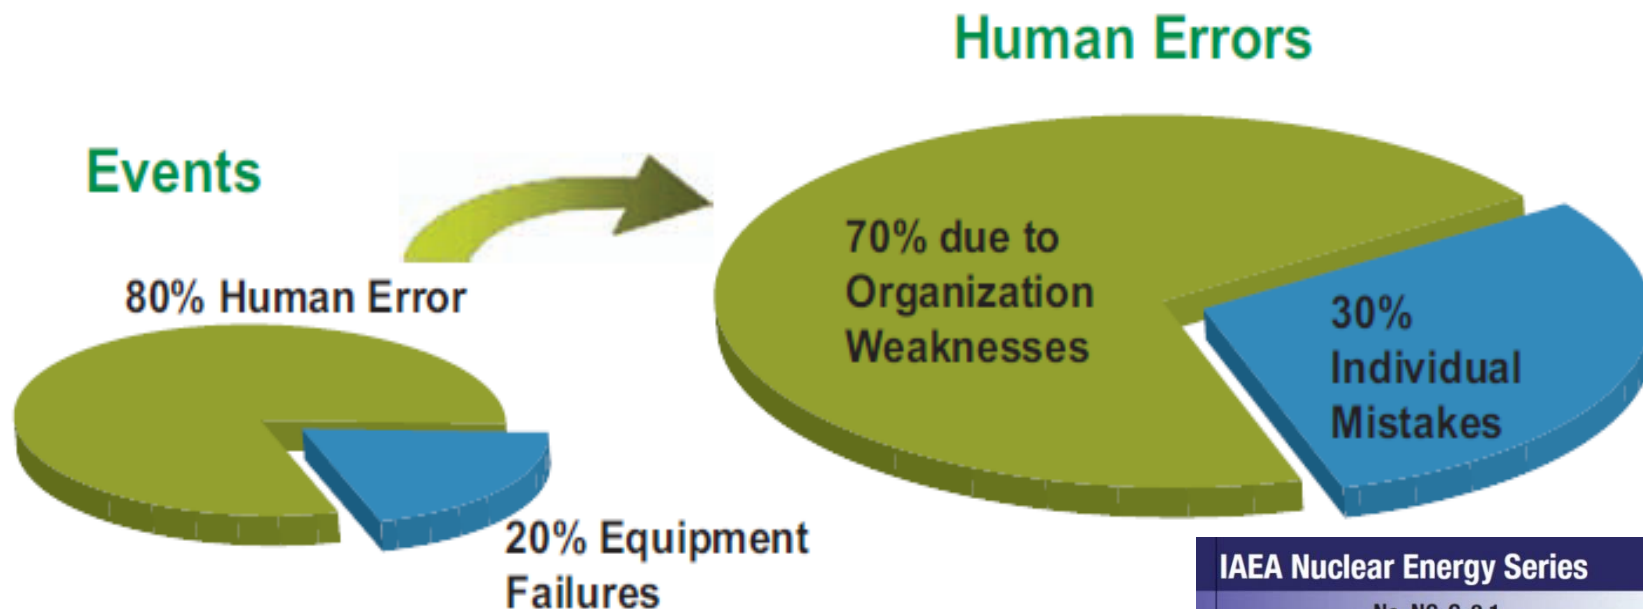 Human Errors
Events
80% Human Error
20% Equipment
Failures
70% due to
Organization
Weaknesses
30%
Individual
Mistakes
IAEA Nuclear Energy Series